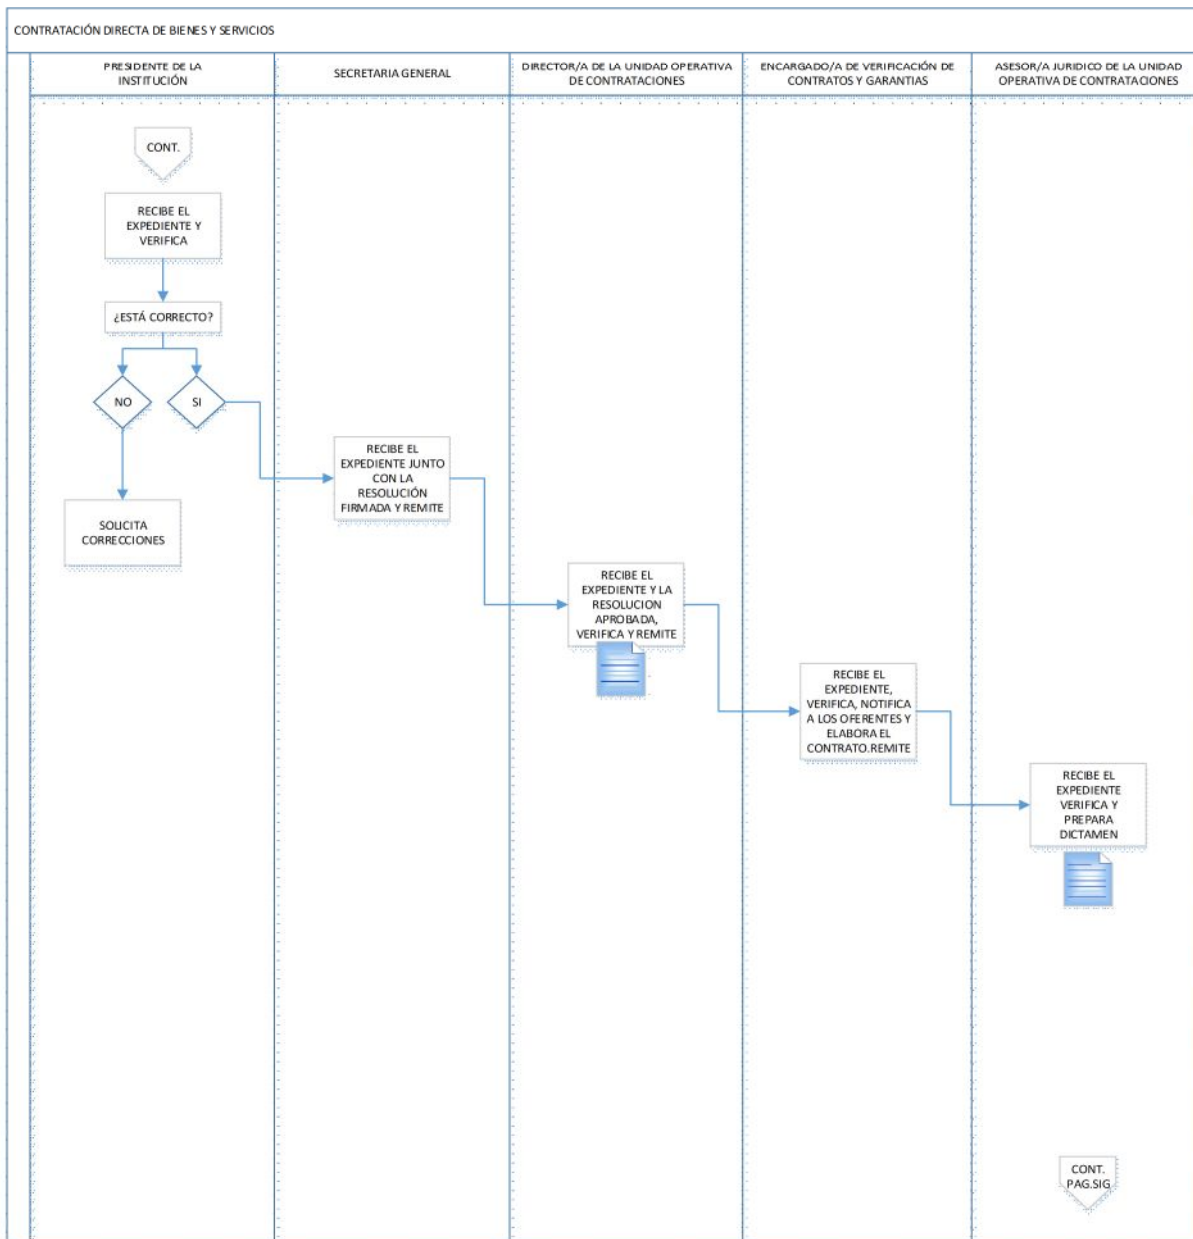 CONTRATACIÓN DIRECTA DE BIENES Y SERVICIOS
PRESIDENTE DE LA
INSTITUCIÓN
SECRETARIA GENERAL
DIRECTOR/A DE LA UNIDAD OPERATIVA
DE CONTRATACIONES
ENCARGADO/A DE VERIFICACIÓN DE
CONTRATOS Y GARANTIAS
ASESOR/A JURIDICO DE LA UNIDAD
OPERATIVA DE CONTRATACIONES
CONT.
RECIBE EL
EXPEDIENTE Y
VERIFICA
¿ESTÁ CORRECTO?
NO
SI
SOLICITA
CORRECCIONES
RECIBE EL
EXPEDIENTE JUNTO
CON LA
RESOLUCIÓN
FIRMADA Y REMITE
RECIBE EL
EXPEDIENTE Y LA
RESOLUCION
APROBADA,
VERIFICA Y REMITE
RECIBE EL
EXPEDIENTE,
VERIFICA, NOTIFICA
A LOS OFERENTES Y
ELABORA EL
CONTRATO.REMITE
RECIBE EL
EXPEDIENTE
VERIFICA Y
PREPARA
DICTAMEN
CONT.
PAG.SIG